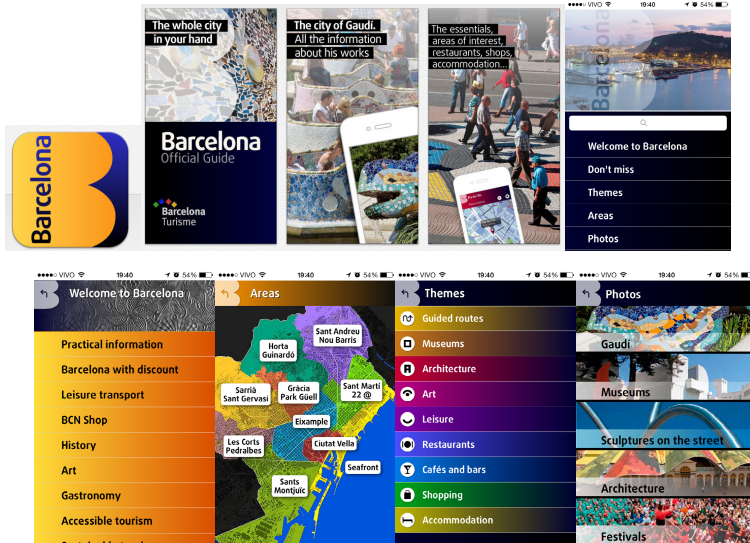 Barcelona
The whole city
in your hand
Barcelona
Official Guide
Barcelona
Turisme
The city of Gaudí.
All the information
about his works
The essentials,
areas of interest,
restaurants, shops,
accommodation...
VIVO 19:40 54%
Barcelona
Welcome to Barcelona
Don't miss
Themes
Areas
Photos
VIVO 19:40 54%
Welcome to Barcelona
Practical information
Barcelona with discount
Leisure transport
BCN Shop
History
Art
Gastronomy
Accessible tourism
VIVO 19:40 54%
Areas
Sant Andreu
Nou Barris
Horta
Guinardó
Sarrià
Sant Gervasi
Gràcia
Park Güell
Sant Martí
22 @
Eixample
Les Corts
Pedralbes
Ciutat Vella
Seafront
Sants
Montjuïc
VIVO 19:40 54%
Themes
Guided routes
Museums
Architecture
Art
Leisure
Restaurants
Cafés and bars
Shopping
Accommodation
VIVO 19:40 54%
Photos
Gaudí
Museums
Sculptures on the street
Architecture
Festivals